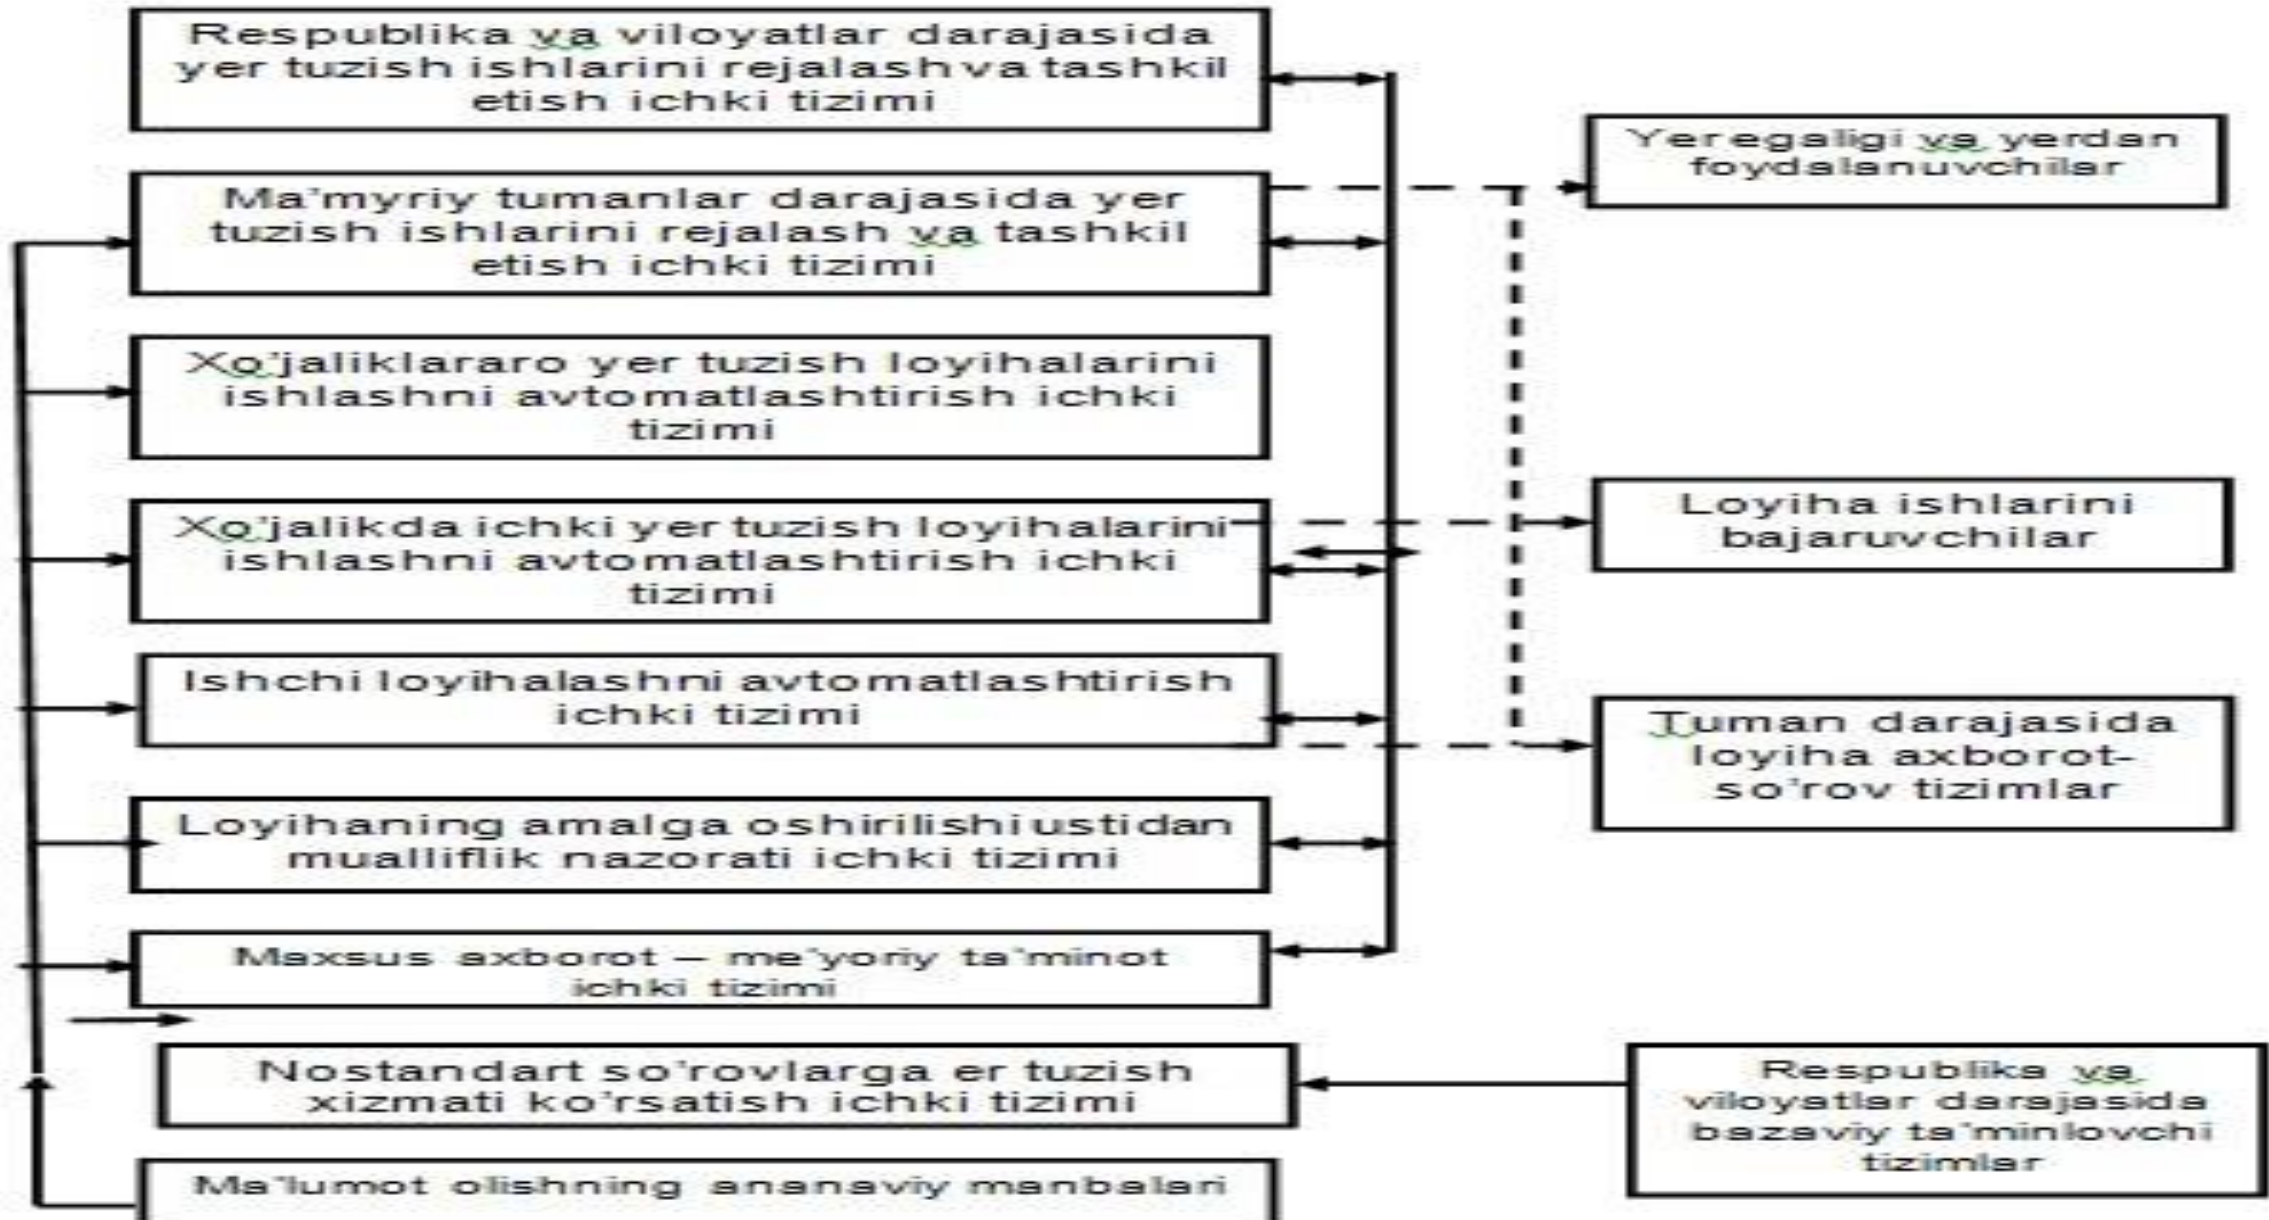 Respublika va viloyatlar darajasida
yer tuzish ishlarini rejalash va tashkil
etish ichki tizimi
Ma'myriy tumanlar darajasida yer
tuzish ishlarini rejalash va tashkil
etish ichki tizimi
Xo'jaliklararo yer tuzish loyihalarini
ishlashni avtomatlashtirish ichki
tizimi
Xo'jalikda ichki yer tuzish loyihalarini
ishlashni avtomatlashtirish ichki
tizimi
Ishchi loyihalashni avtomatlashtirish
ichki tizimi
Loyihaning amalga oshirilishi ustidan
mualliflik nazorati ichki tizimi
Maxsus axborot – me'yoriy ta'minot
ichki tizimi
Nostandart so'rovlarga er tuzish
xizmati ko'rsatish ichki tizimi
Ma'lumot olishning ananaviy manbalari
Yer egaligi va yerdan
foydalanuvchilar
Loyiha ishlarini
bajaruvchilar
Tuman darajasida
loyiha axborot-
so'rov tizimlar
Respublika va
viloyatlar darajasida
bazaviy ta'minlovchi
tizimlar